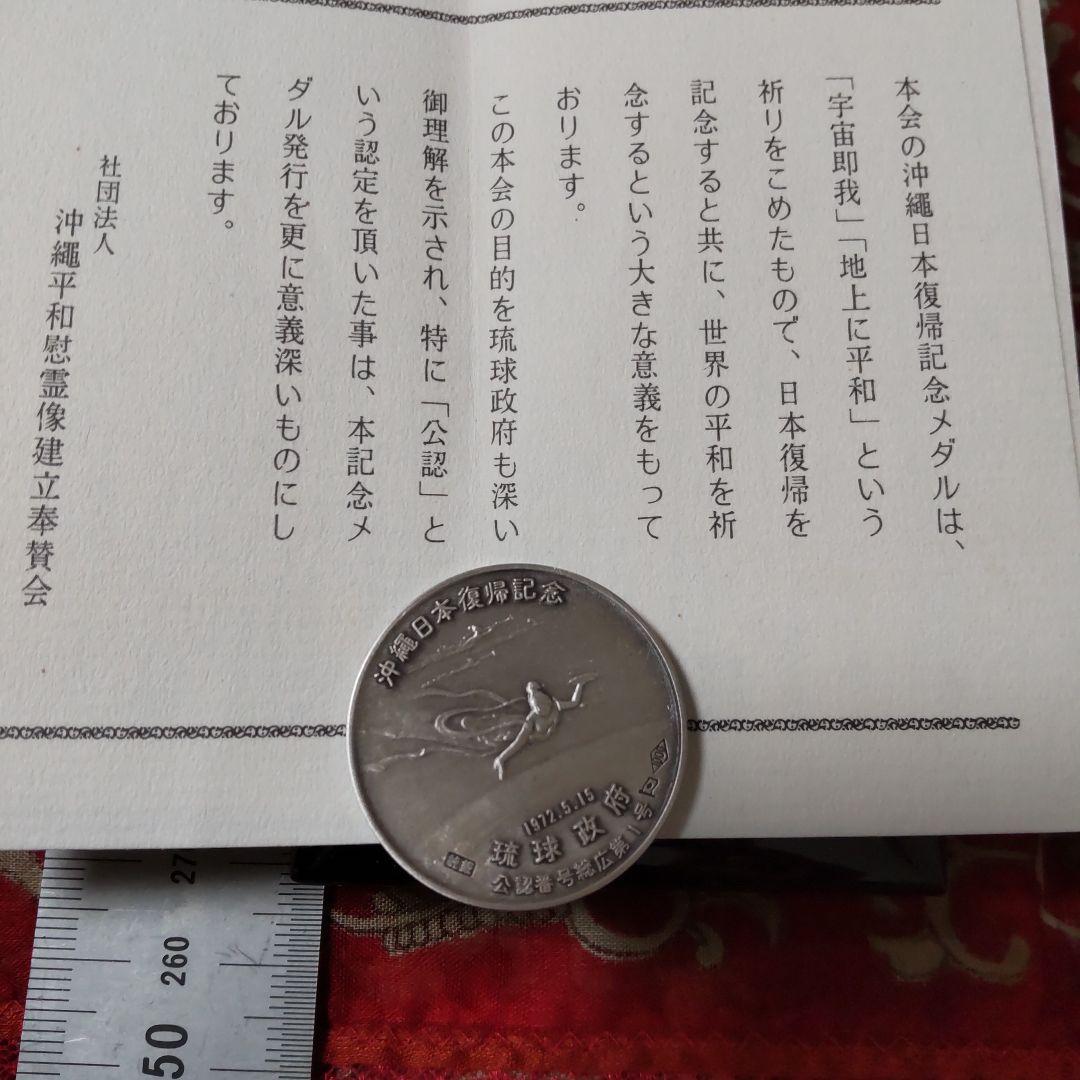 本会の沖縄日本復帰記念メダルは、
「宇宙即我」「地上に平和」という
祈りをこめたもので、日本復帰を
記念すると共に、世界の平和を祈
念するという大きな意義をもって
おります。
この本会の目的を琉球政府も深い
御理解を示され、特に「公認」と
いう認定を頂いた事は、本記念メ
ダル発行を更に意義深いものにし
ております。
社団法人
沖繩平和慰霊像建立奉賛会
沖繩日本復帰記念
1972.5.15
琉球政府
公認番号総広第11号
純銀
27
260
50